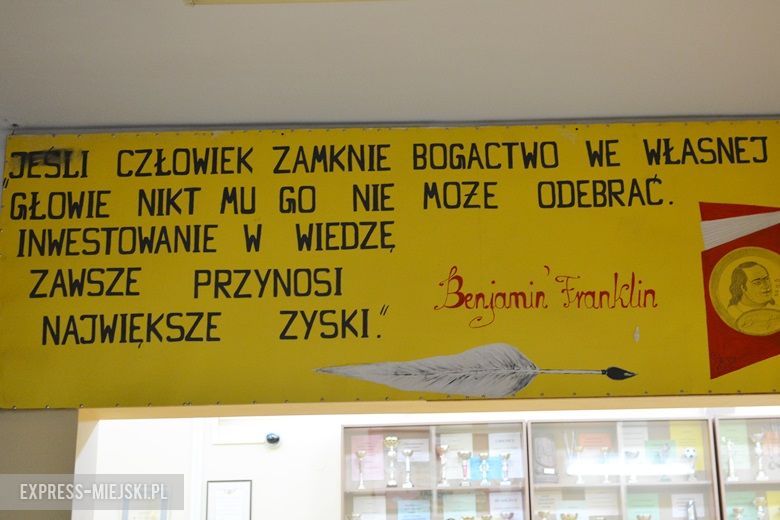 "JEŚLI CZŁOWIEK ZAMKNIE BOGACTWO WE WŁASNEJ
GŁOWIE NIKT MU GO NIE MOŻE ODEBRAĆ.
INWESTOWANIE W WIEDZĘ
ZAWSZE PRZYNOSI
NAJWIĘKSZE ZYSKI."
Benjamin Franklin
EXPRESS-MIEJSKI.PL